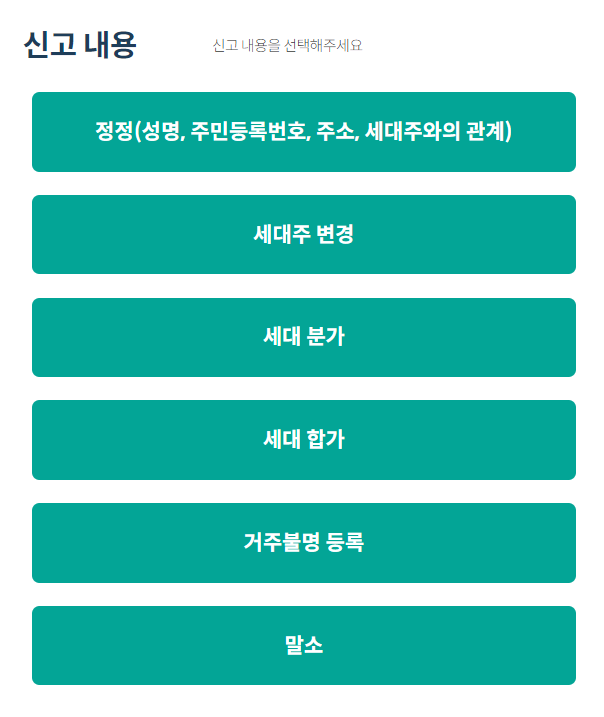 신고 내용
신고 내용을 선택해주세요
정정(성명, 주민등록번호, 주소, 세대주와의 관계)
세대주 변경
세대 분가
세대 합가
거주불명 등록
말소